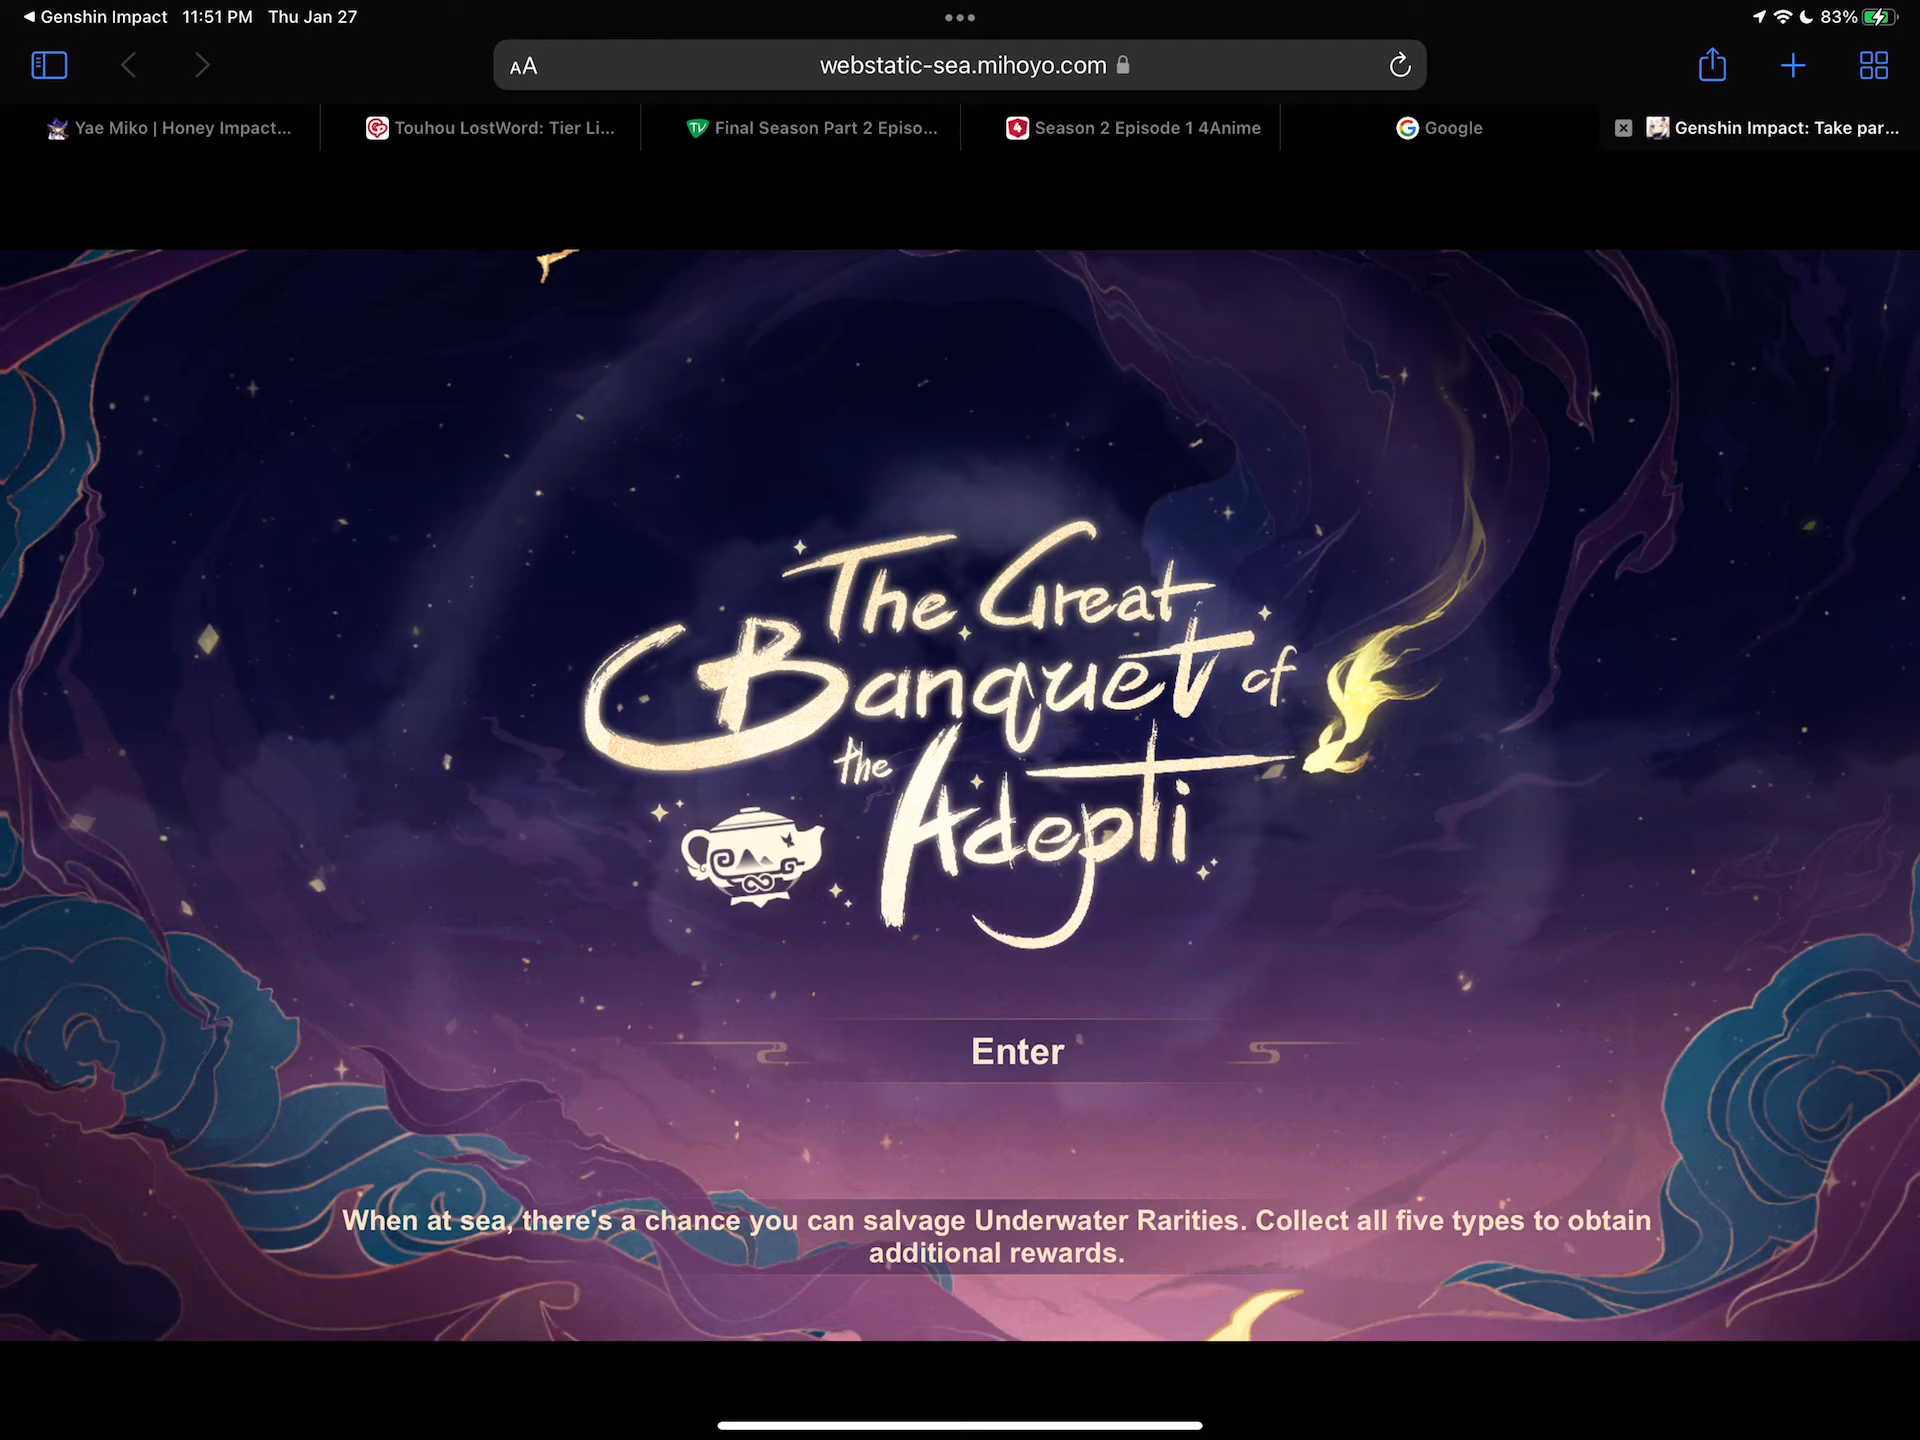 ◀ Genshin Impact 11:51 PM Thu Jan 27 83%
AA webstatic-sea.mihoyo.com
Yae Miko | Honey Impact... Touhou LostWord: Tier Li... Final Season Part 2 Episo... Season 2 Episode 1 4Anime Google Genshin Impact: Take par...
The Great
Banquet of
the Adepti
Enter
When at sea, there's a chance you can salvage Underwater Rarities. Collect all five types to obtain
additional rewards.